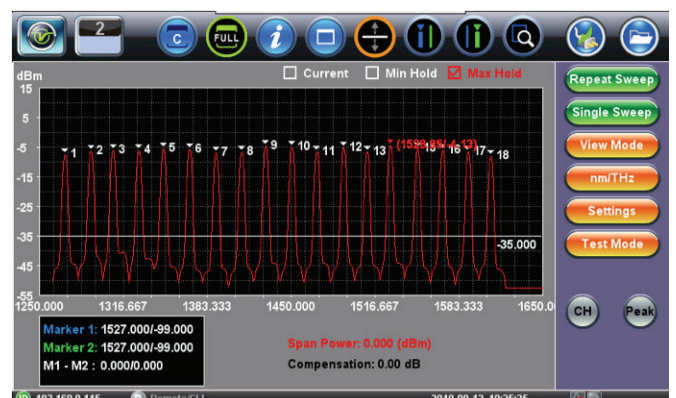 2
C
FULL
i
dBm
Current Min Hold Max Hold
15
5
-5
-15
-25
-35
-45
-55
1 2 3 4 5 6 7 8 9 10 11 12 13 15 16 17 18
-35.000
1250.000 1316.667 1383.333 1450.000 1516.667 1583.333 1650.0
Repeat Sweep
Single Sweep
View Mode
nm/THz
Settings
Test Mode
CH Peak
Marker 1: 1527.000/-99.000
Marker 2: 1527.000/-99.000
M1 - M2 : 0.000/0.000
Span Power: 0.000 (dBm)
Compensation: 0.00 dB